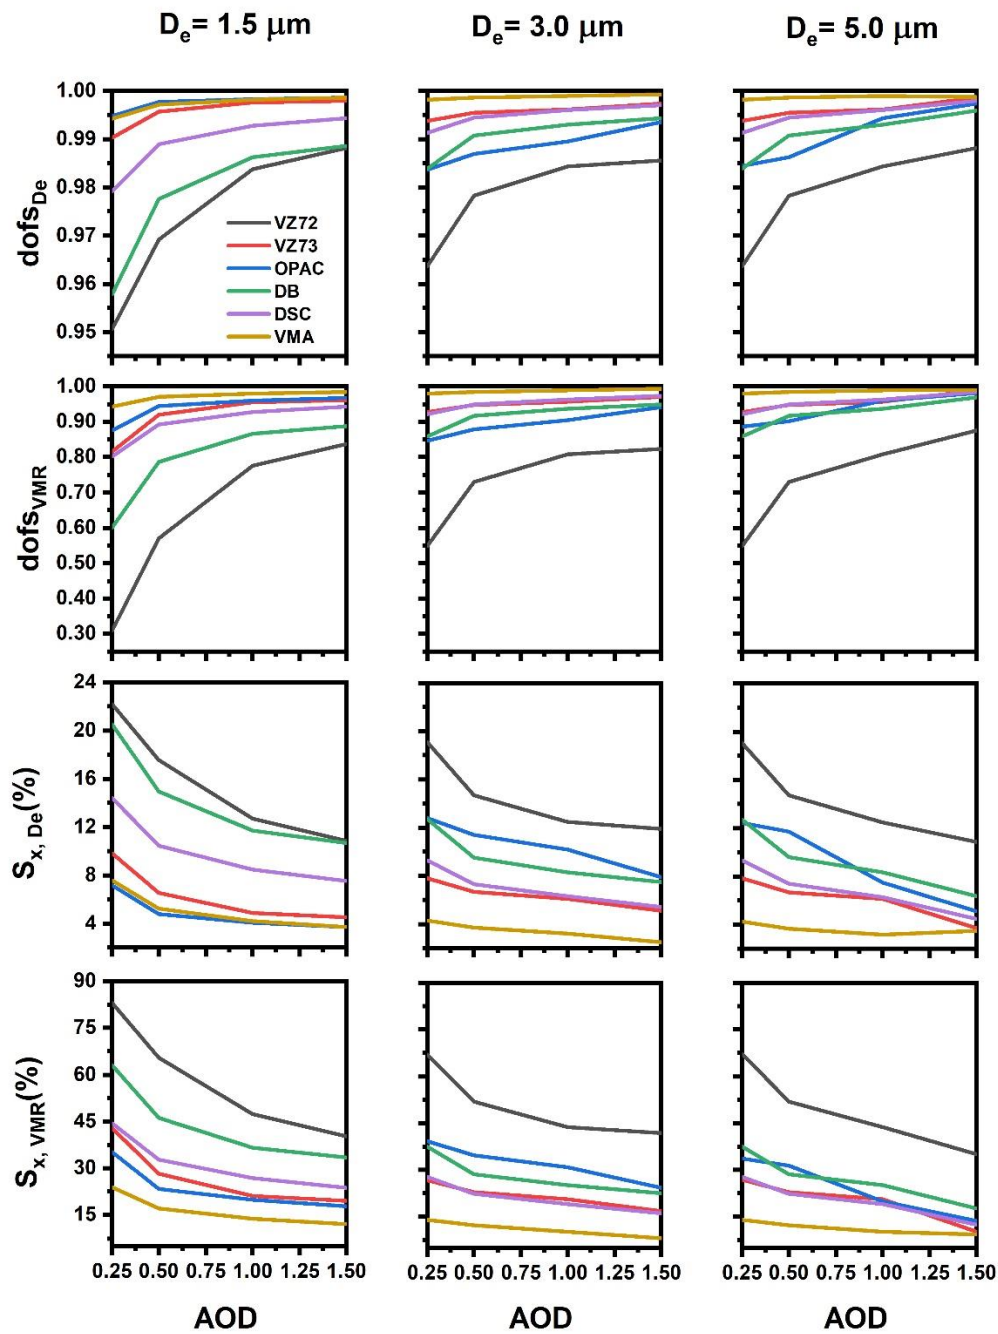 De= 1.5 μm
De= 3.0 μm
De= 5.0 μm
dofsDe
1.00
0.99
0.98
0.97
0.96
0.95
VZ72
VZ73
OPAC
DB
DSC
VMA
dofsVMR
1.00
0.90
0.80
0.70
0.60
0.50
0.40
0.30
Sx, De(%)
24
20
16
12
8
4
Sx, VMR(%)
90
75
60
45
30
15
0.25 0.50 0.75 1.00 1.25 1.50
0.25 0.50 0.75 1.00 1.25 1.50
0.25 0.50 0.75 1.00 1.25 1.50
AOD
AOD
AOD